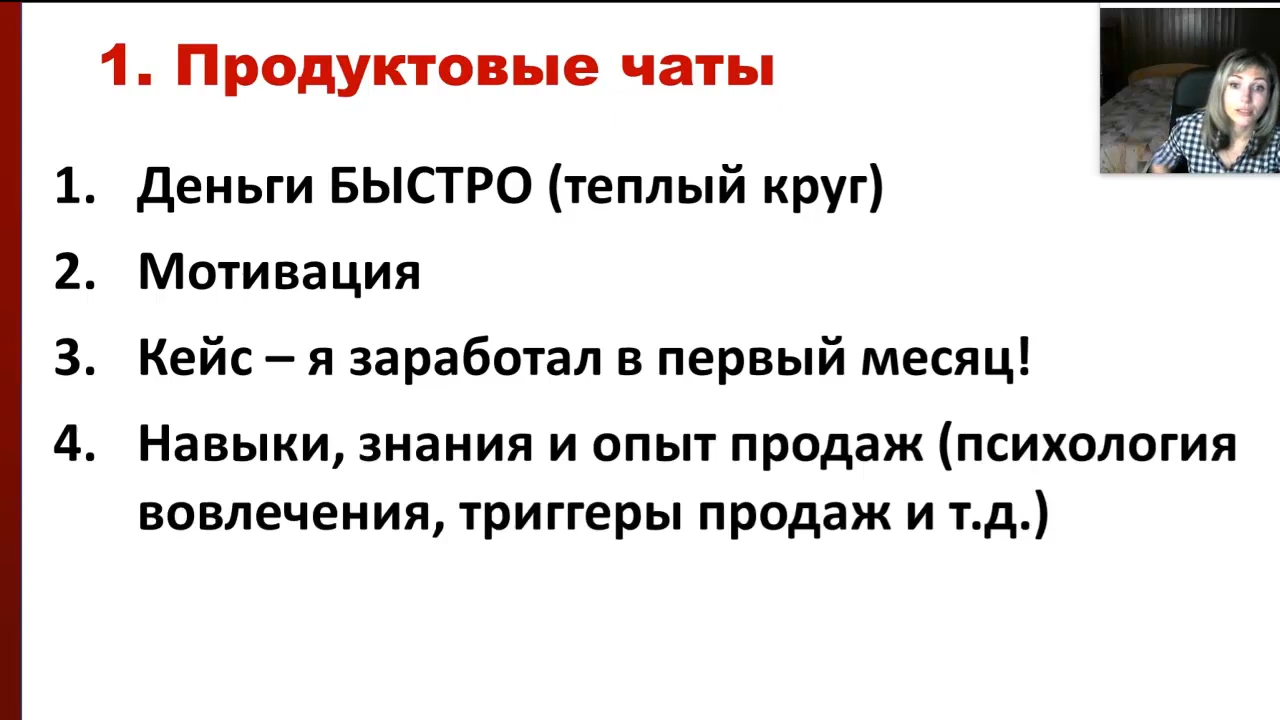 1. Продуктовые чаты
1. Деньги БЫСТРО (теплый круг)
2. Мотивация
3. Кейс – я заработал в первый месяц!
4. Навыки, знания и опыт продаж (психология
вовлечения, триггеры продаж и т.д.)